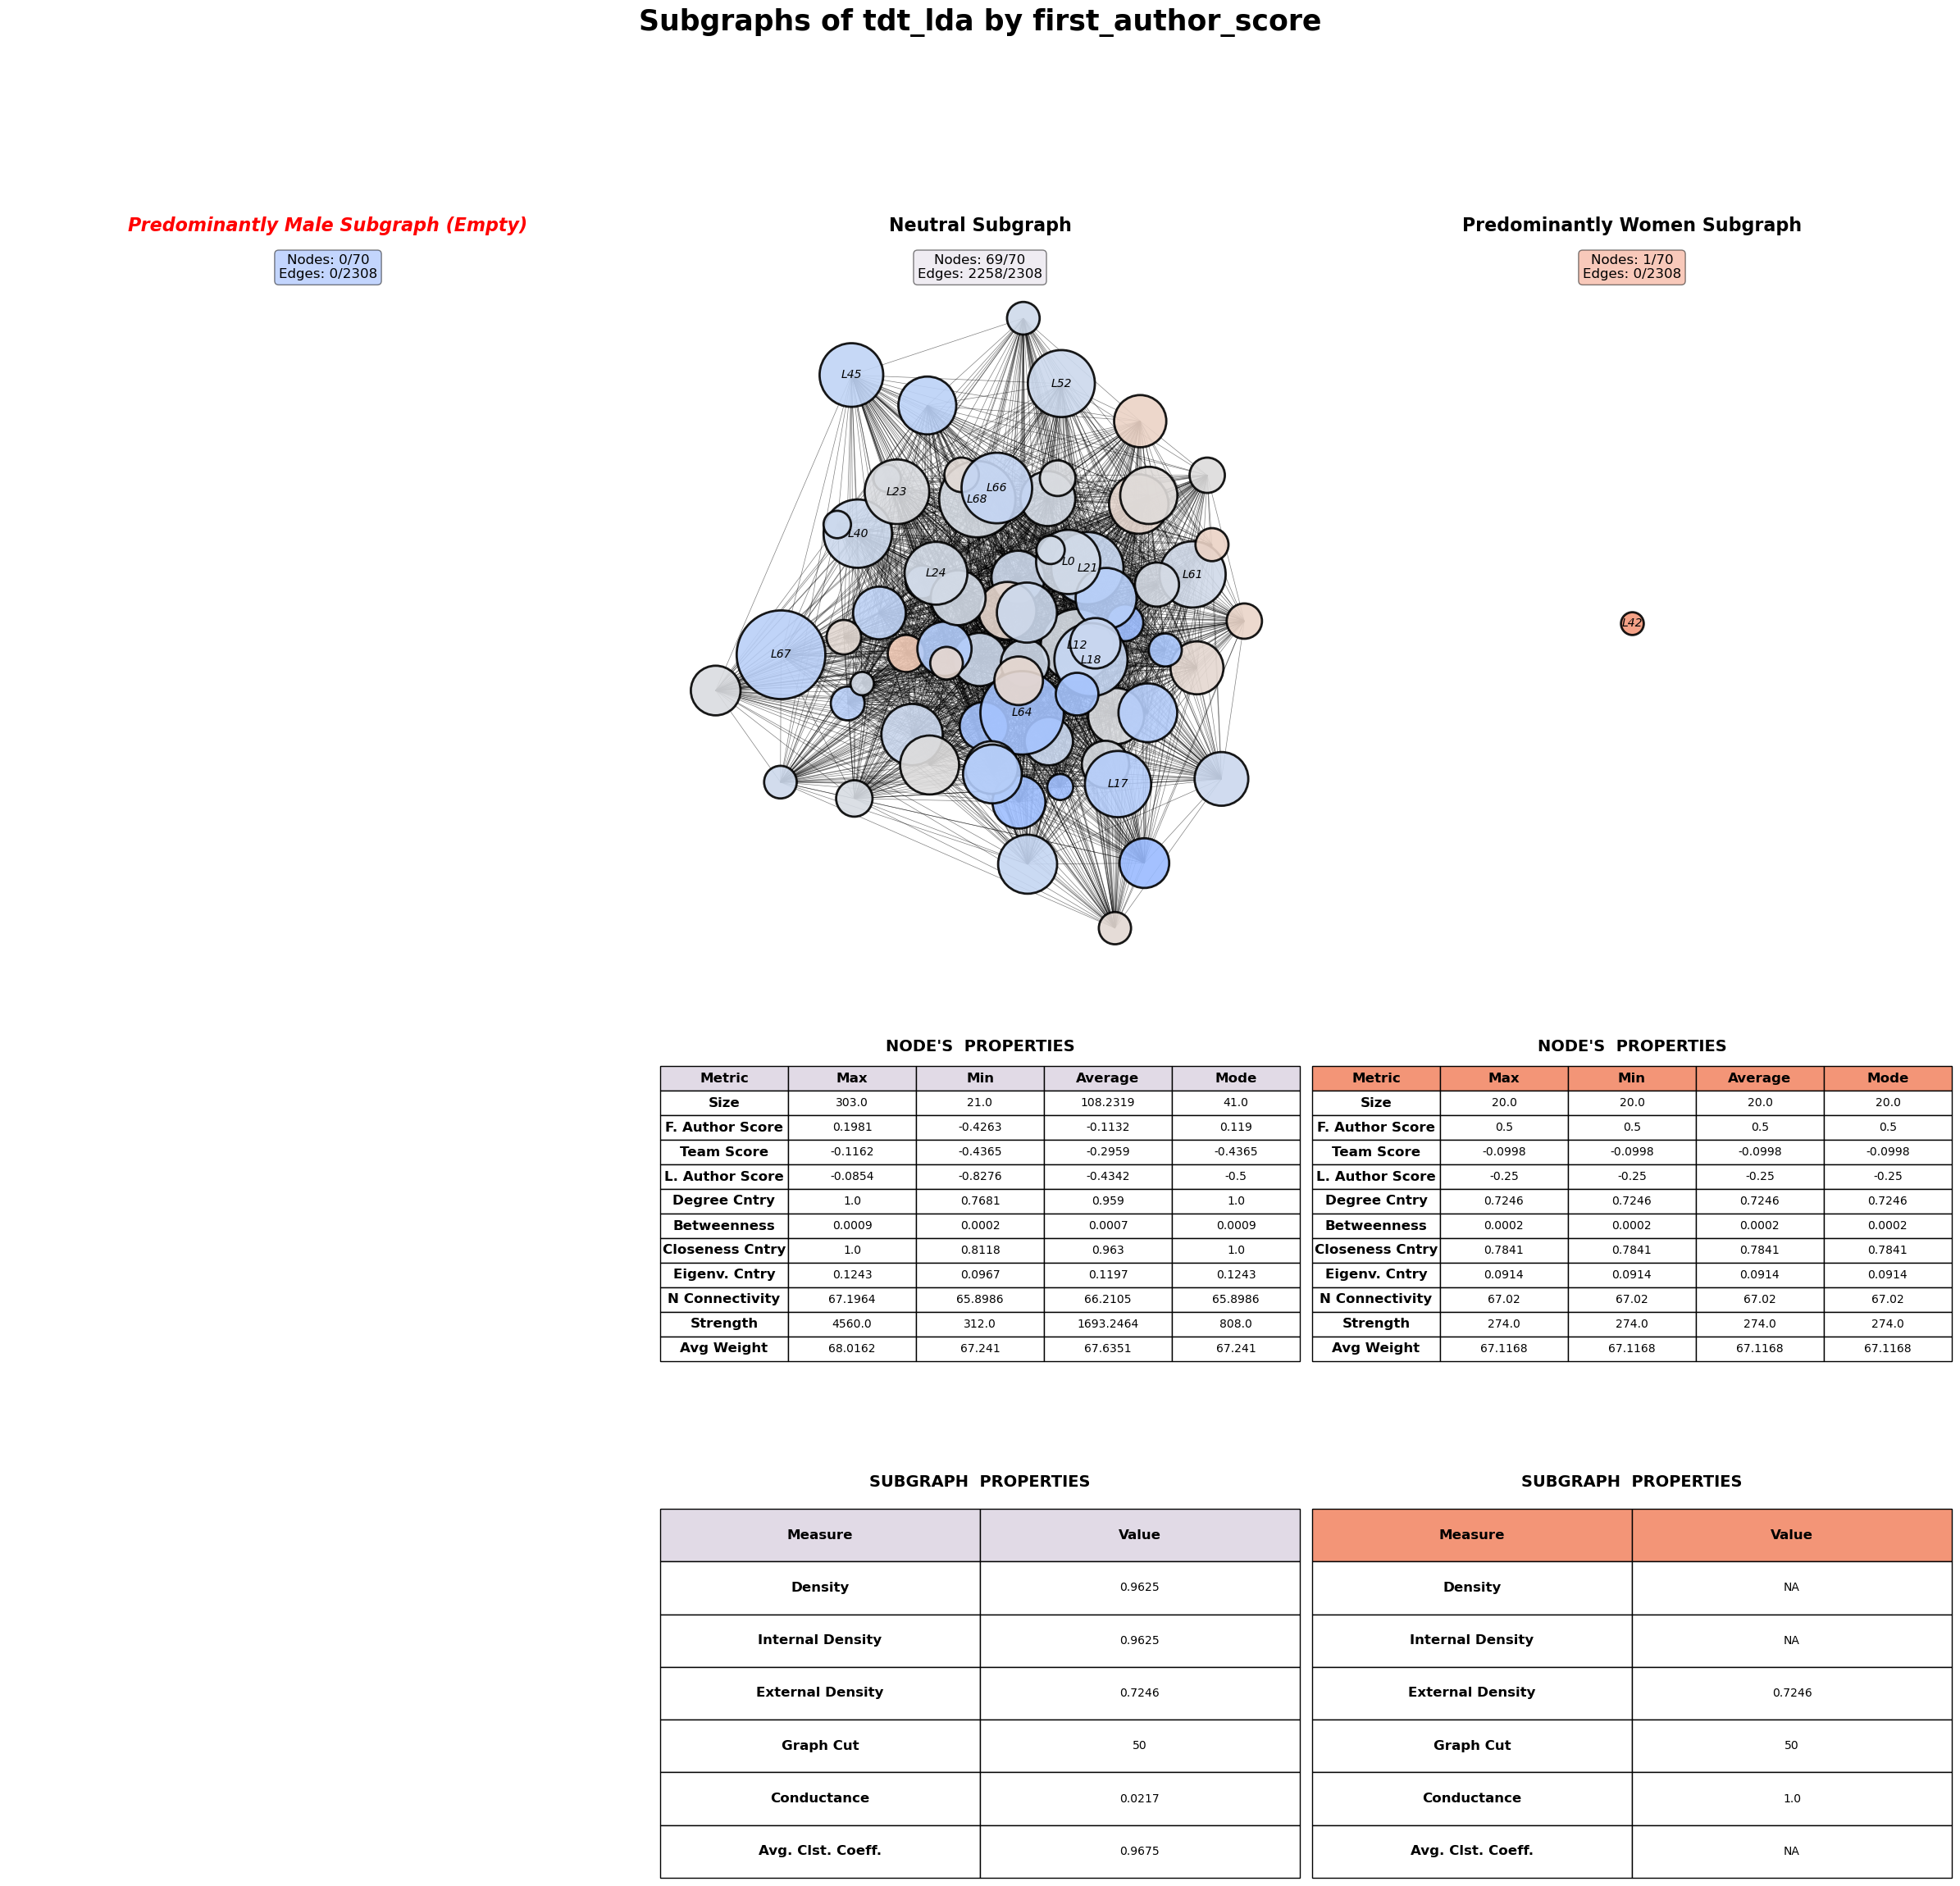 Subgraphs of tdt_lda by first_author_score
Predominantly Male Subgraph (Empty)
Nodes: 0/70
Edges: 0/2308
Neutral Subgraph
Nodes: 69/70
Edges: 2258/2308
Predominantly Women Subgraph
Nodes: 1/70
Edges: 0/2308
L45
L52
L66
L23
L68
L40
L0
L21
L24
L61
L42
L12
L67
L18
L64
L17
NODE'S PROPERTIES
Metric Max Min Average Mode
Size 303.0 21.0 108.2319 41.0
F. Author Score 0.1981 -0.4263 -0.1132 0.119
Team Score -0.1162 -0.4365 -0.2959 -0.4365
L. Author Score -0.0854 -0.8276 -0.4342 -0.5
Degree Cntry 1.0 0.7681 0.959 1.0
Betweenness 0.0009 0.0002 0.0007 0.0009
Closeness Cntry 1.0 0.8118 0.963 1.0
Eigenv. Cntry 0.1243 0.0967 0.1197 0.1243
N Connectivity 67.1964 65.8986 66.2105 65.8986
Strength 4560.0 312.0 1693.2464 808.0
Avg Weight 68.0162 67.241 67.6351 67.241
NODE'S PROPERTIES
Metric Max Min Average Mode
Size 20.0 20.0 20.0 20.0
F. Author Score 0.5 0.5 0.5 0.5
Team Score -0.0998 -0.0998 -0.0998 -0.0998
L. Author Score -0.25 -0.25 -0.25 -0.25
Degree Cntry 0.7246 0.7246 0.7246 0.7246
Betweenness 0.0002 0.0002 0.0002 0.0002
Closeness Cntry 0.7841 0.7841 0.7841 0.7841
Eigenv. Cntry 0.0914 0.0914 0.0914 0.0914
N Connectivity 67.02 67.02 67.02 67.02
Strength 274.0 274.0 274.0 274.0
Avg Weight 67.1168 67.1168 67.1168 67.1168
SUBGRAPH PROPERTIES
Measure Value
Density 0.9625
Internal Density 0.9625
External Density 0.7246
Graph Cut 50
Conductance 0.0217
Avg. Clst. Coeff. 0.9675
SUBGRAPH PROPERTIES
Measure Value
Density NA
Internal Density NA
External Density 0.7246
Graph Cut 50
Conductance 1.0
Avg. Clst. Coeff. NA